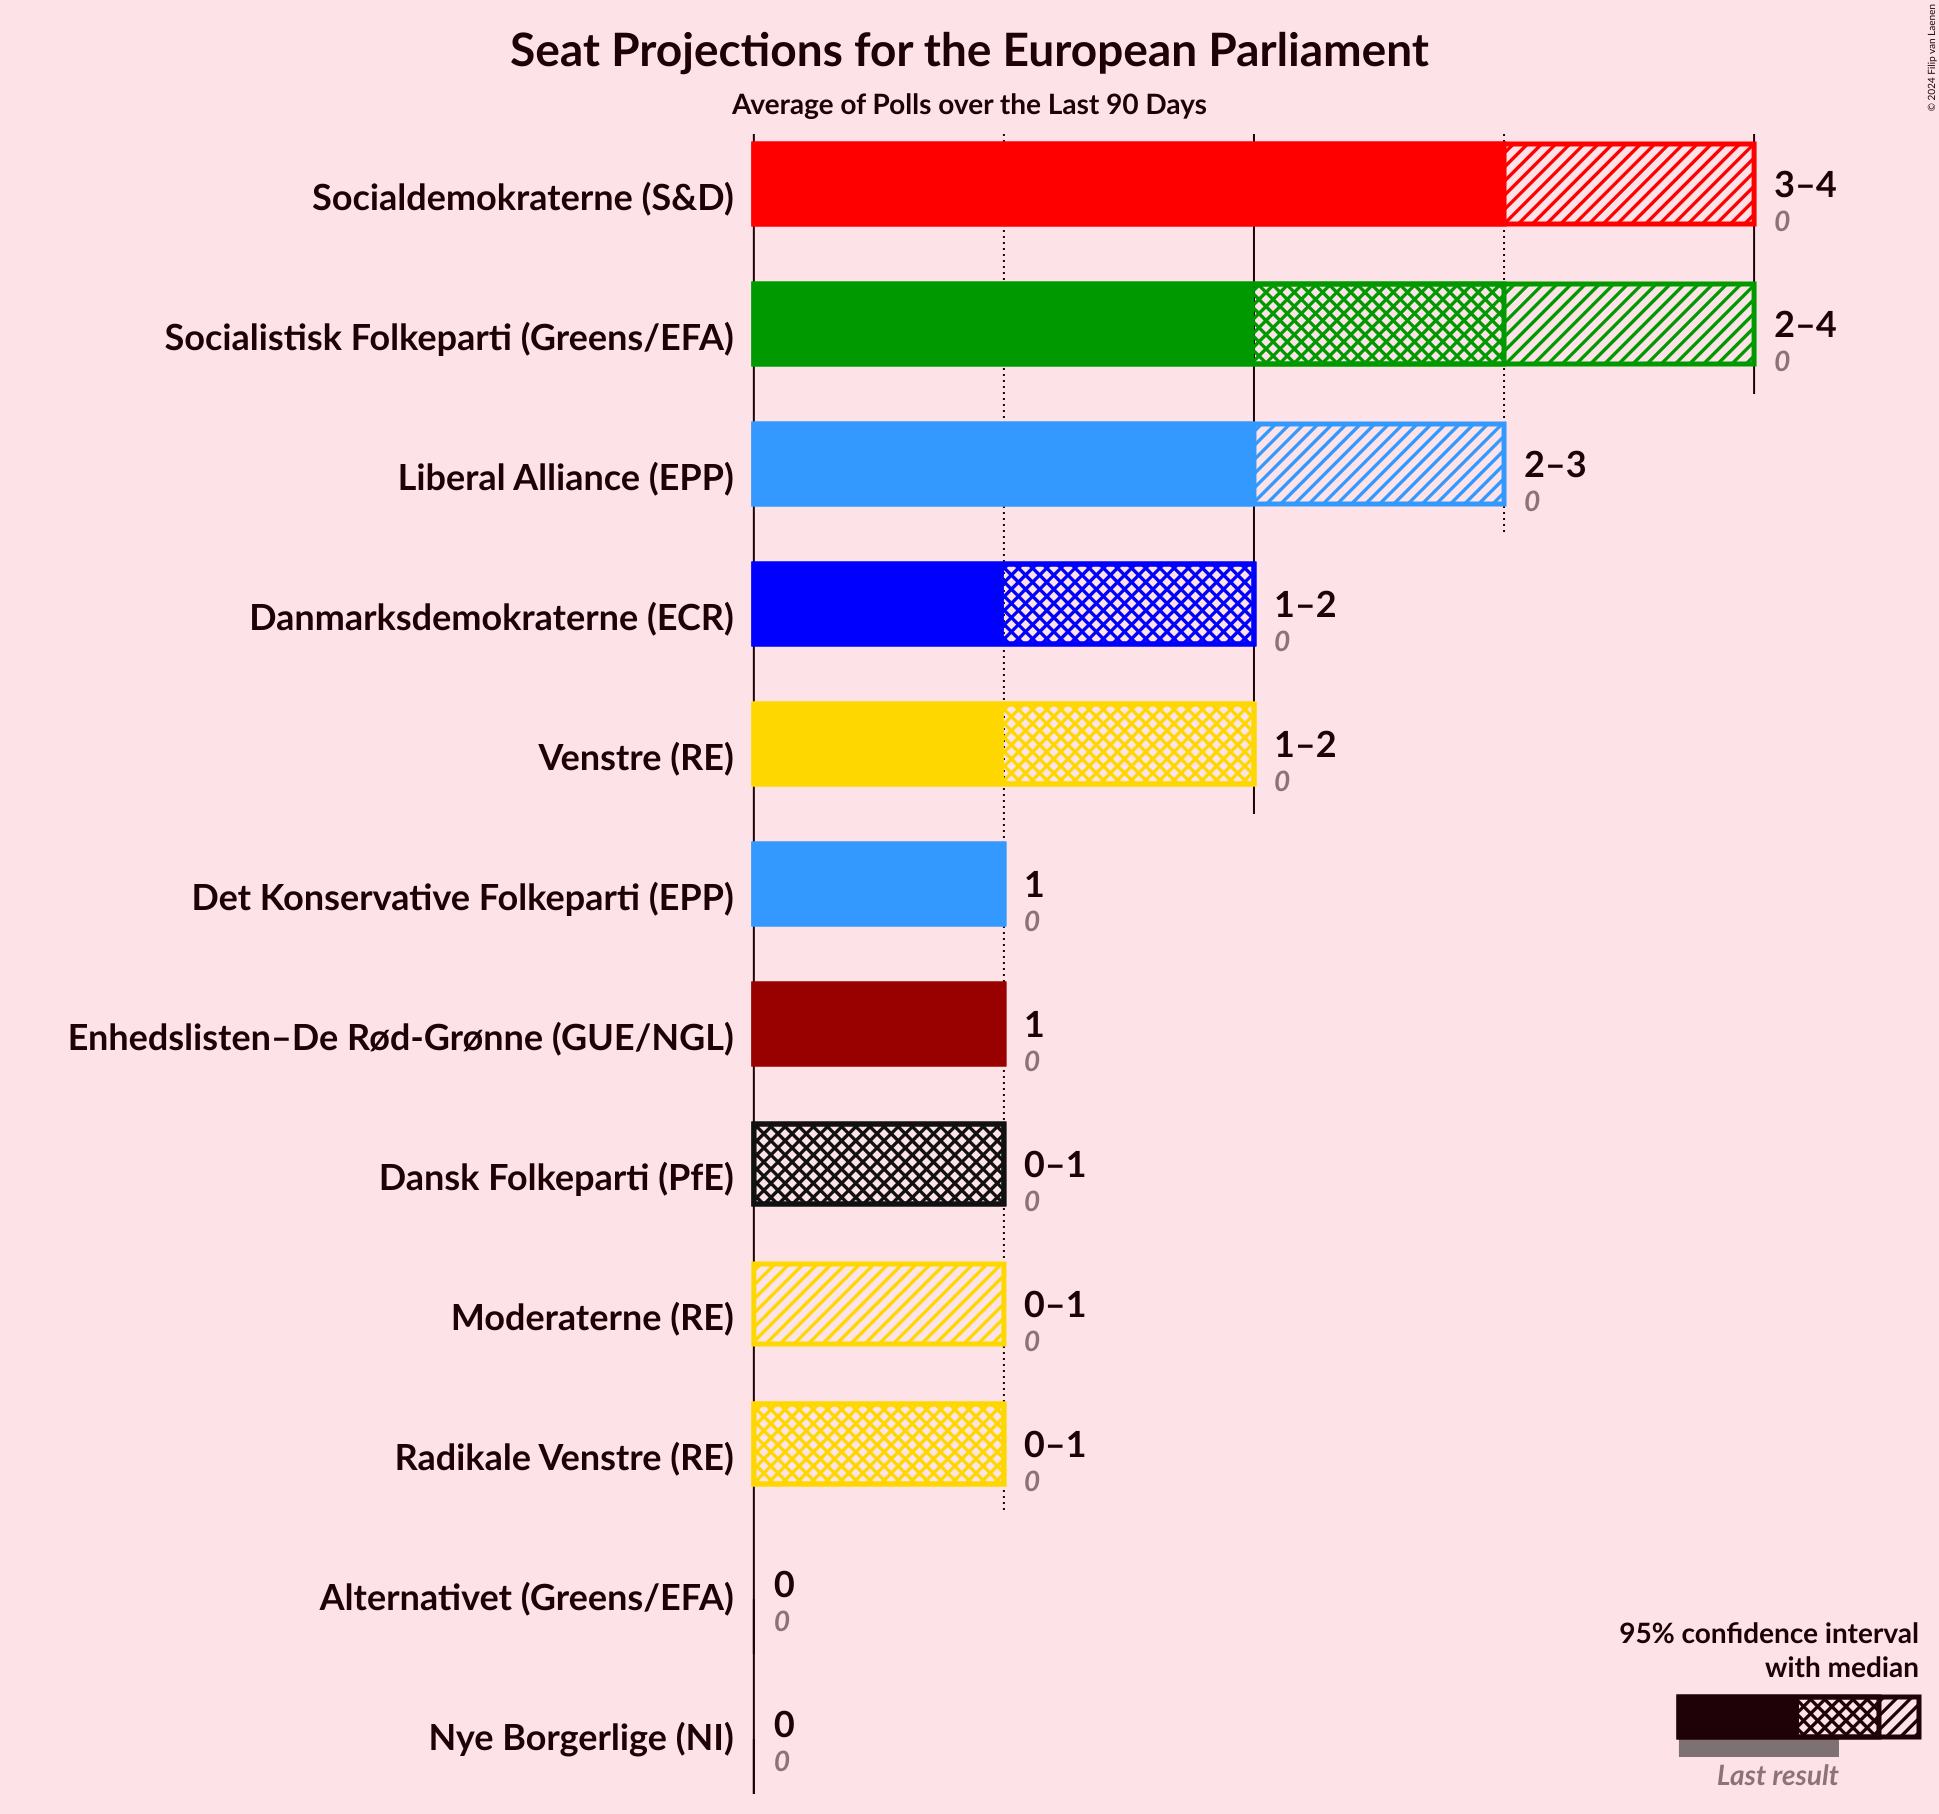 Seat Projections for the European Parliament
Average of Polls over the Last 90 Days
© 2024 Filip van Laenen
Socialdemokraterne (S&D)
3–4
0
Socialistisk Folkeparti (Greens/EFA)
2–4
0
Liberal Alliance (EPP)
2–3
0
Danmarksdemokraterne (ECR)
1–2
0
Venstre (RE)
1–2
0
Det Konservative Folkeparti (EPP)
1
0
Enhedslisten–De Rød-Grønne (GUE/NGL)
1
0
Dansk Folkeparti (PfE)
0–1
0
Moderaterne (RE)
0–1
0
Radikale Venstre (RE)
0–1
0
Alternativet (Greens/EFA)
0
0
Nye Borgerlige (NI)
0
0
95% confidence interval
with median
Last result